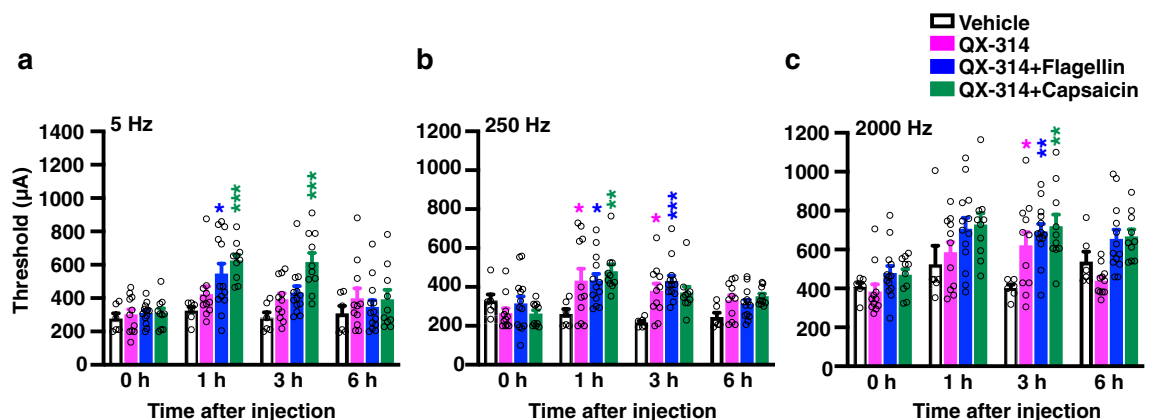 Vehicle
QX-314
QX-314+Flagellin
QX-314+Capsaicin
a
b
c
5 Hz
250 Hz
2000 Hz
Threshold (μA)
1400
1200
1000
800
600
400
200
0
*
***
***
0 h
1 h
3 h
6 h
Time after injection
1200
1000
800
600
400
200
0
*
*
**
*
***
0 h
1 h
3 h
6 h
Time after injection
1200
1000
800
600
400
200
0
*
**
**
0 h
1 h
3 h
6 h
Time after injection